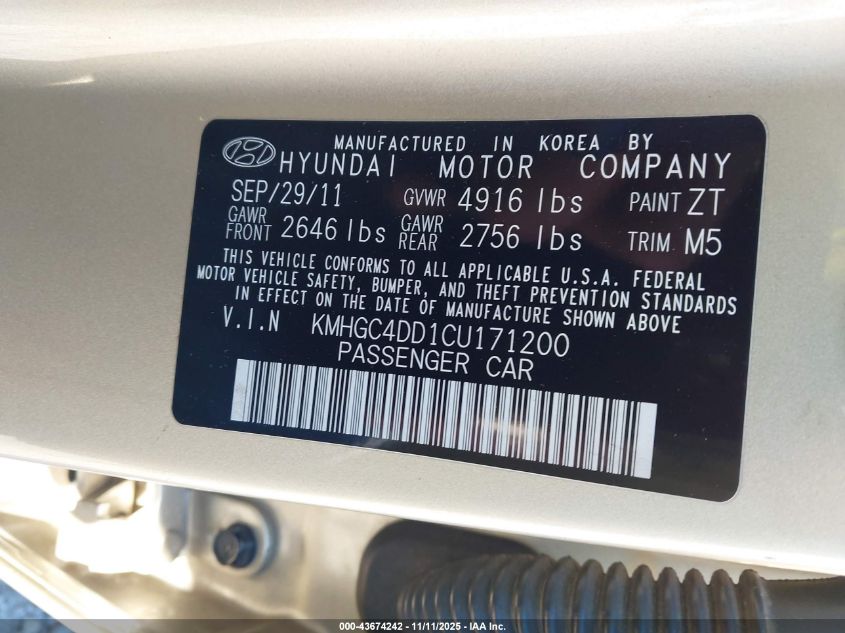 MANUFACTURED IN KOREA BY
HYUNDAI MOTOR COMPANY
SEP/29/11 GVWR 4916 lbs PAINT ZT
GAWR FRONT 2646 lbs GAWR REAR 2756 lbs TRIM M5
THIS VEHICLE CONFORMS TO ALL APPLICABLE U.S.A. FEDERAL
MOTOR VEHICLE SAFETY, BUMPER, AND THEFT PREVENTION STANDARDS
IN EFFECT ON THE DATE OF MANUFACTURE SHOWN ABOVE
V.I.N KMHGC4DD1CU171200
PASSENGER CAR
000-43674242 - 11/11/2025 - IAA Inc.